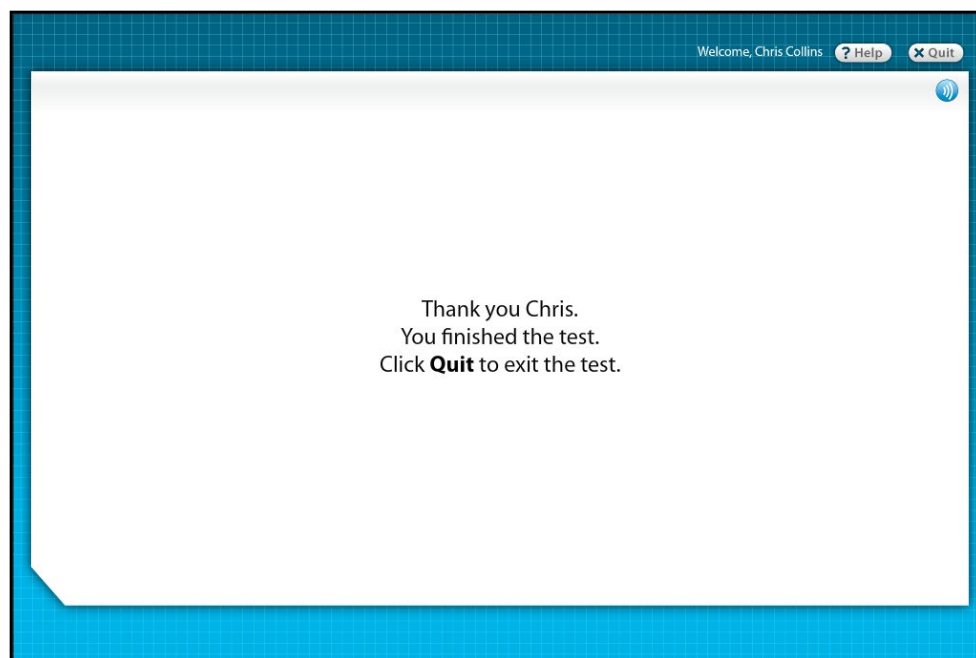 Welcome, Chris Collins ? Help × Quit
Thank you Chris.
You finished the test.
Click Quit to exit the test.